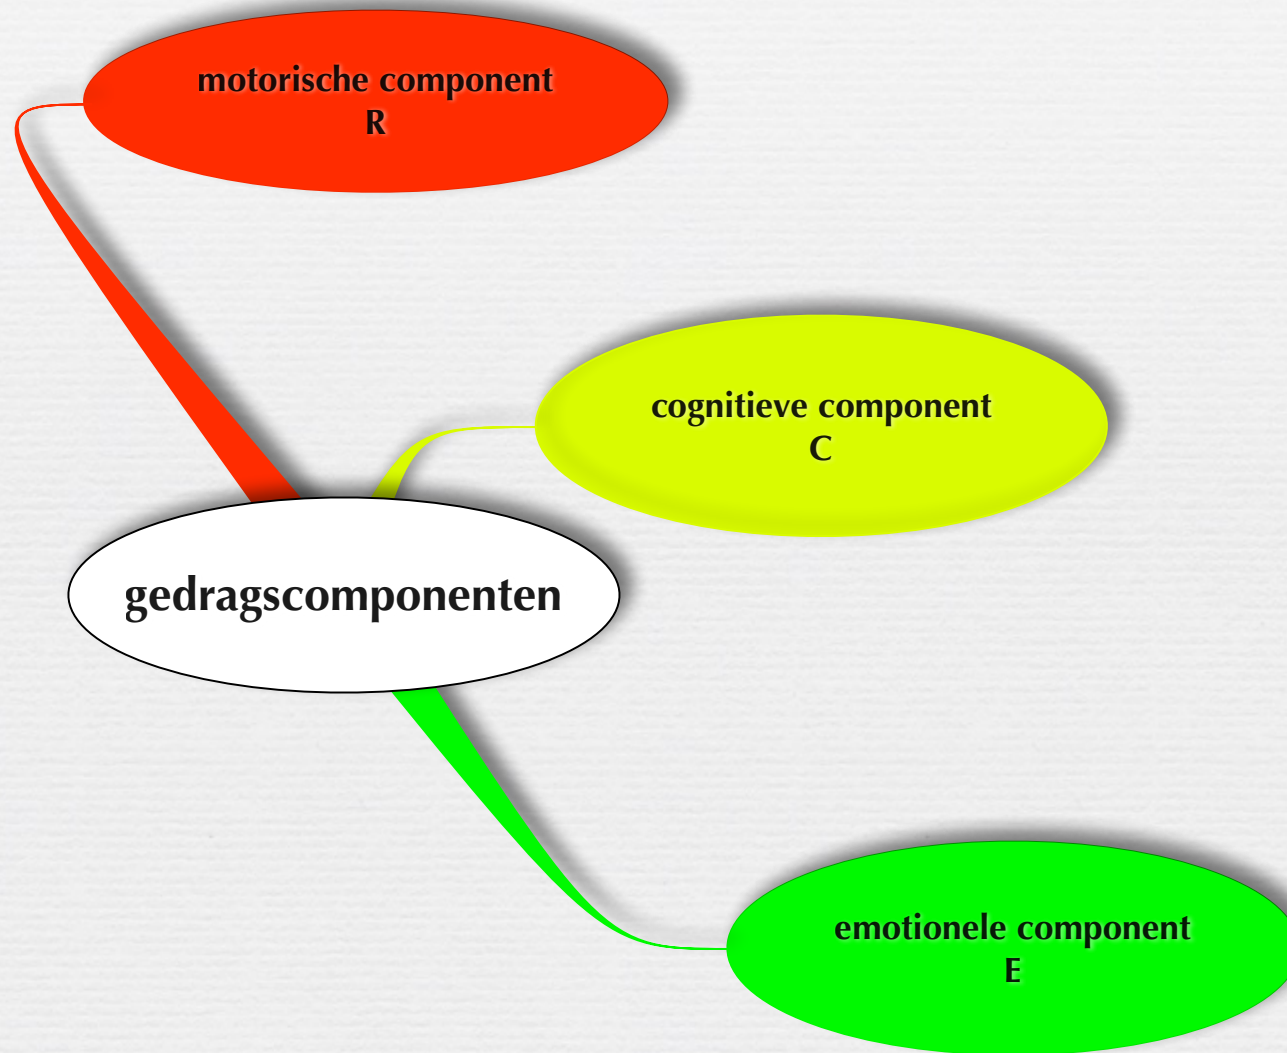 motorische component
R
cognitieve component
C
gedragscomponenten
emotionele component
E